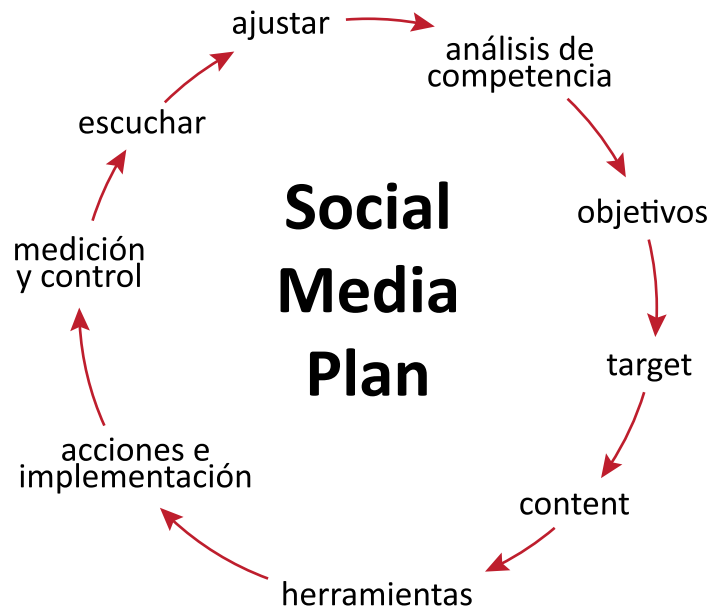 ajustar
análisis de
competencia
escuchar
objetivos
Social
Media
Plan
medición
y control
target
acciones e
implementación
content
herramientas